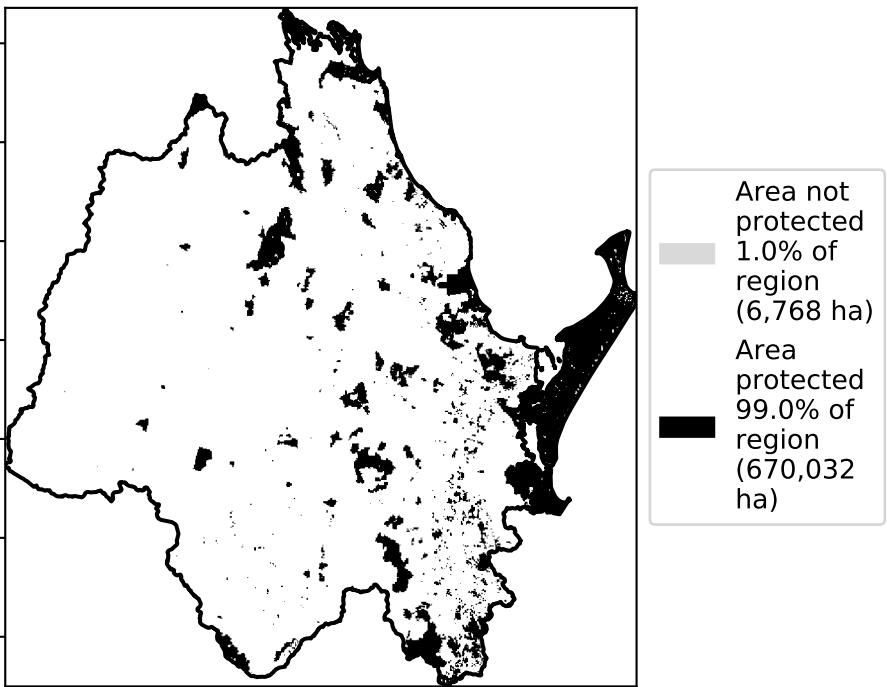 Area not
protected
1.0% of
region
(6,768 ha)
Area
protected
99.0% of
region
(670,032
ha)